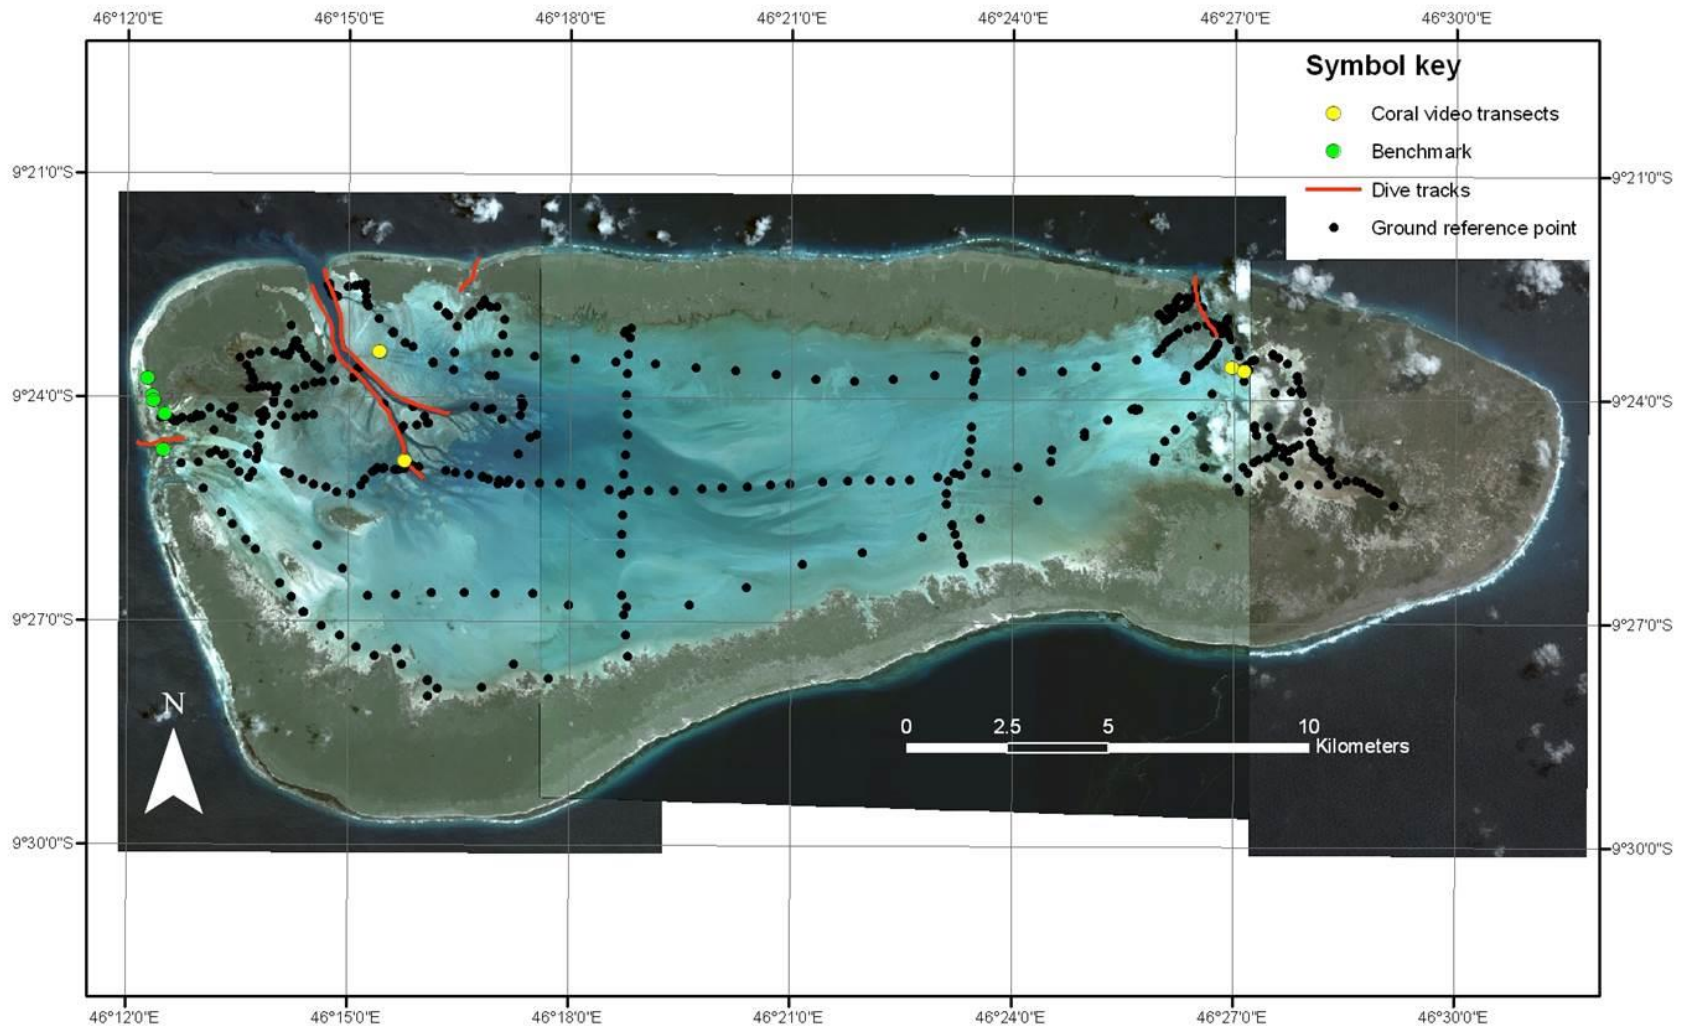 46°12'0"E 46°15'0"E 46°18'0"E 46°21'0"E 46°24'0"E 46°27'0"E 46°30'0"E
Symbol key
Coral video transects
Benchmark
Dive tracks
Ground reference point
9°21'0"S 9°21'0"S
9°24'0"S 9°24'0"S
9°27'0"S 9°27'0"S
N
0 2.5 5 10
Kilometers
9°30'0"S 9°30'0"S
46°12'0"E 46°15'0"E 46°18'0"E 46°21'0"E 46°24'0"E 46°27'0"E 46°30'0"E